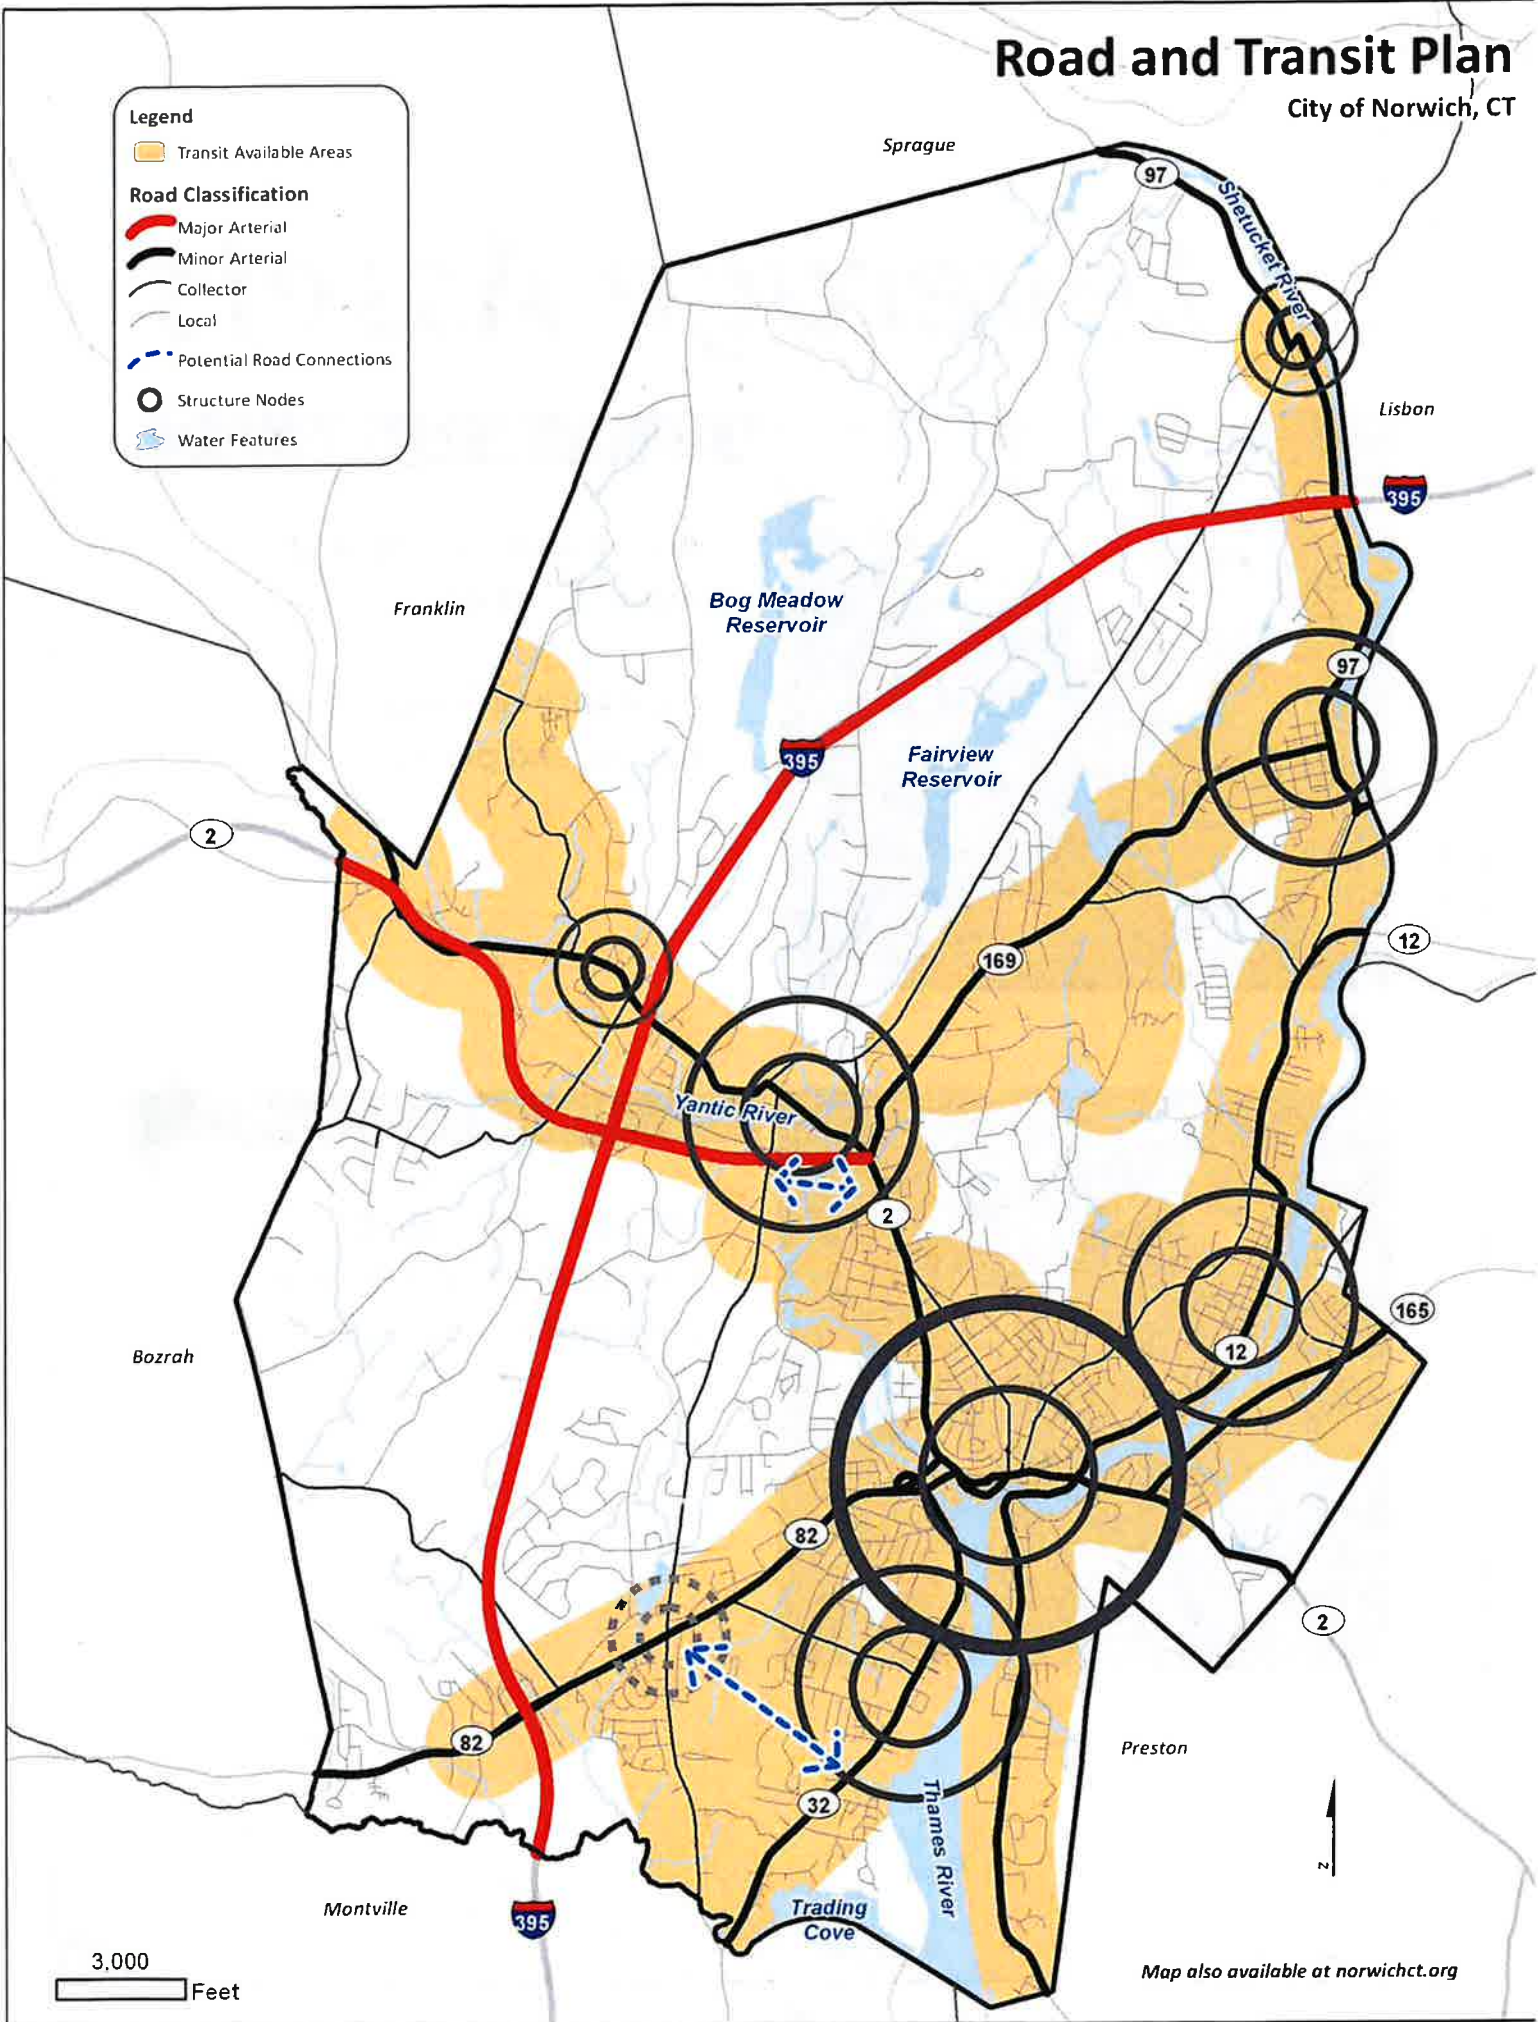 Road and Transit Plan
City of Norwich, CT
Legend
Transit Available Areas
Road Classification
Major Arterial
Minor Arterial
Collector
Local
Potential Road Connections
Structure Nodes
Water Features
Sprague
97
Shetucket River
Lisbon
395
Franklin
Bog Meadow
Reservoir
97
395
Fairview
Reservoir
2
12
169
Yantic River
2
165
Bozrah
12
82
2
82
Preston
32
Thames River
Trading
Cove
Montville
395
N
3,000
Feet
Map also available at norwichct.org